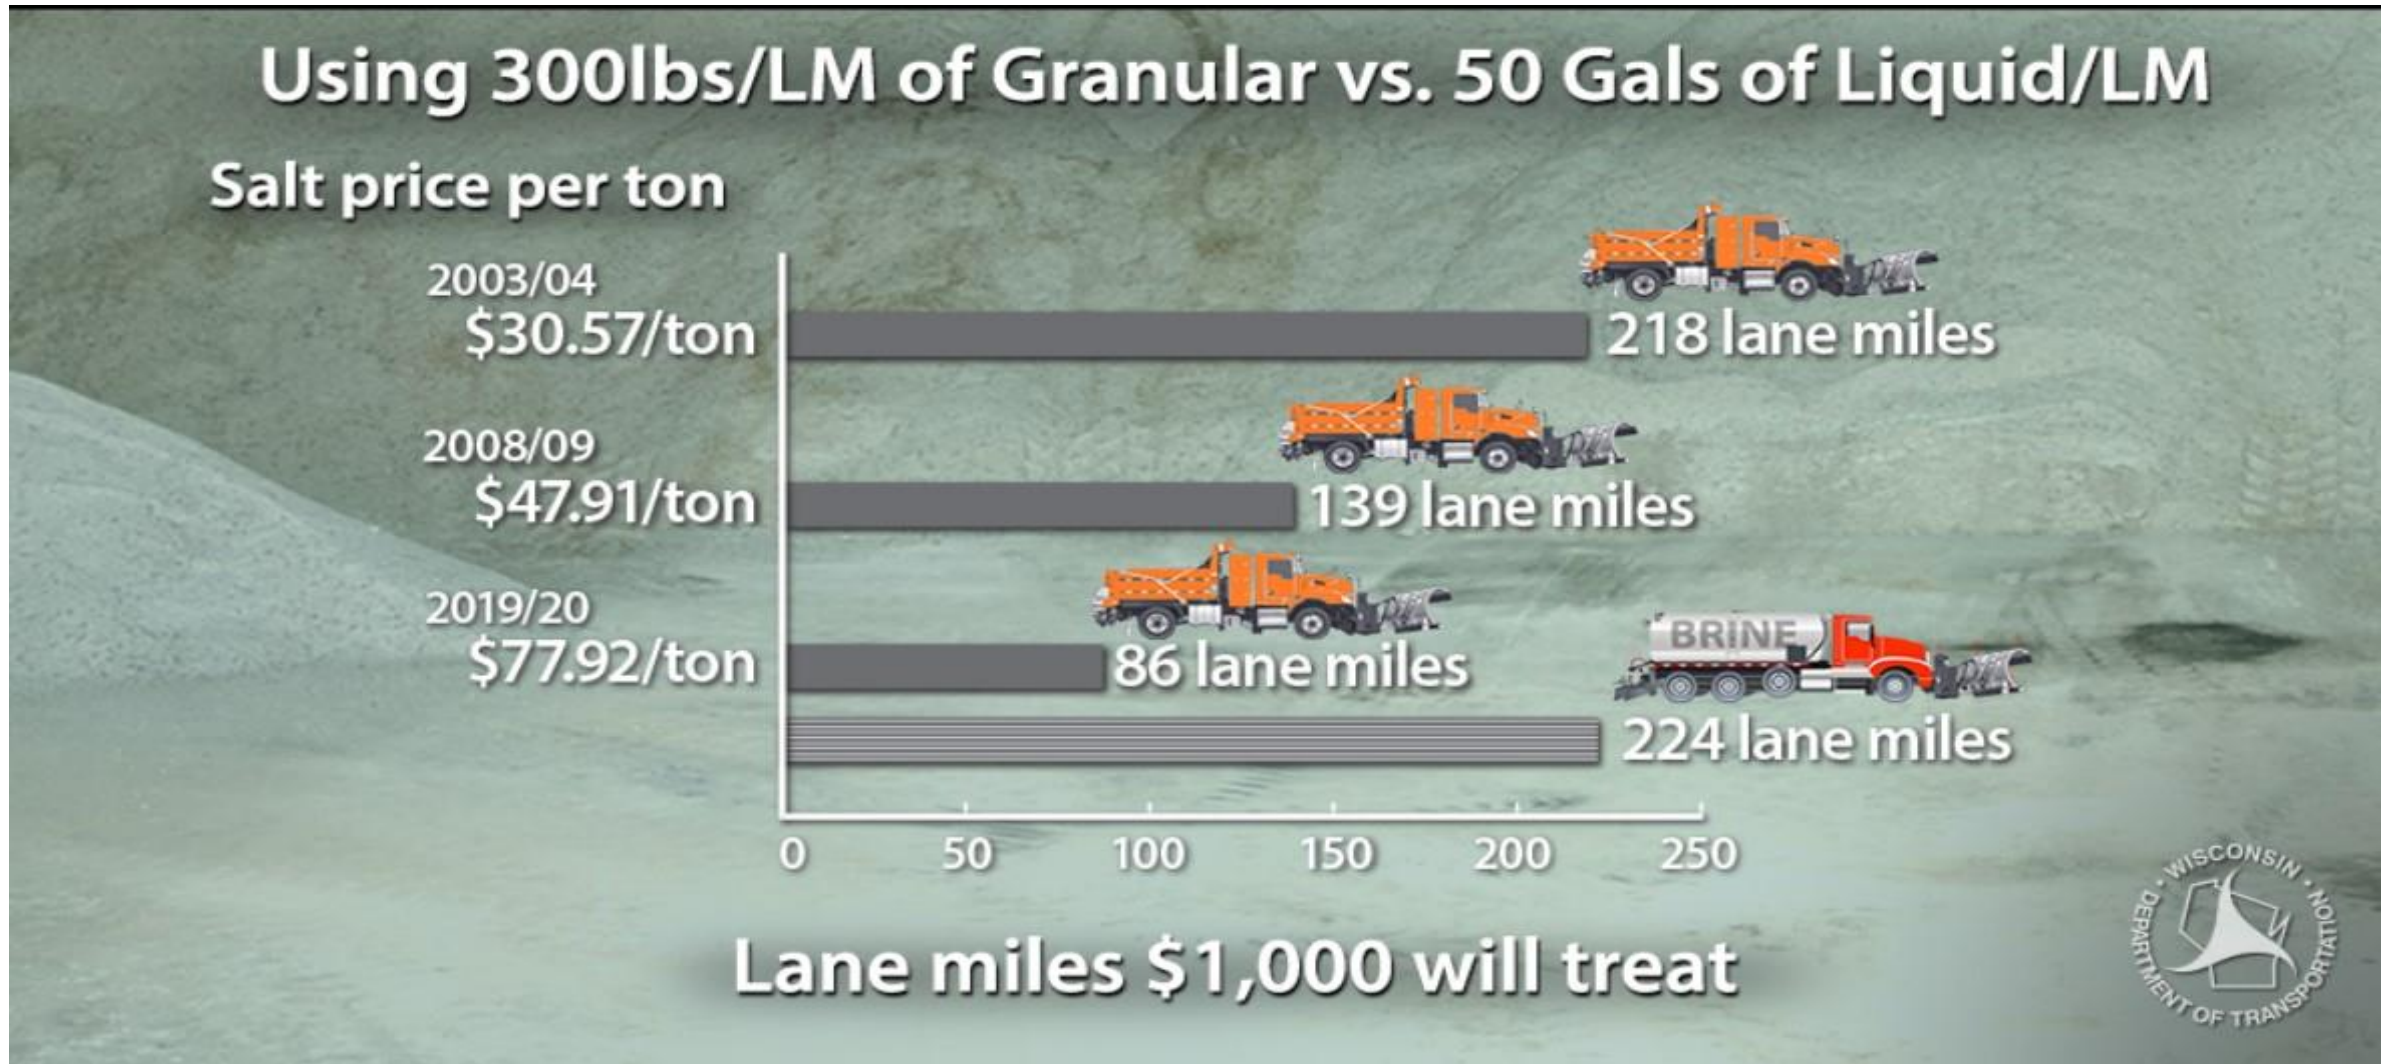 Using 300lbs/LM of Granular vs. 50 Gals of Liquid/LM
Salt price per ton
2003/04
$30.57/ton
218 lane miles
2008/09
$47.91/ton
139 lane miles
2019/20
$77.92/ton
86 lane miles
BRINE
224 lane miles
0 50 100 150 200 250
Lane miles $1,000 will treat
WISCONSIN • DEPARTMENT OF TRANSPORTATION •